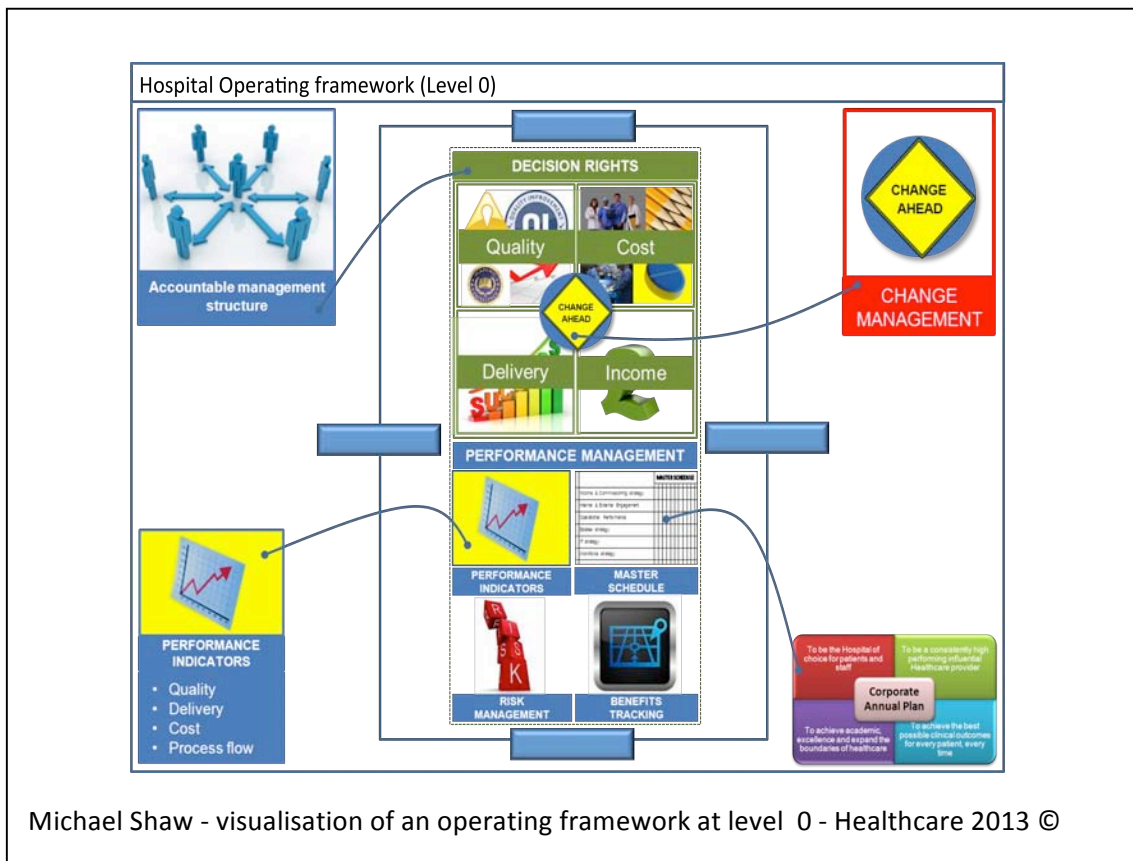 Hospital Operating framework (Level 0)
Accountable management
structure
DECISION RIGHTS
QUALITY IMPROVEMENT
QI
Quality
Cost
CHANGE
AHEAD
Delivery
Income
CHANGE
AHEAD
CHANGE
MANAGEMENT
PERFORMANCE MANAGEMENT
MASTER SCHEDULE
PERFORMANCE
INDICATORS
MASTER
SCHEDULE
RISK
RISK
MANAGEMENT
BENEFITS
TRACKING
PERFORMANCE
INDICATORS
• Quality
• Delivery
• Cost
• Process flow
To be the Hospital of
choice for patients and
staff
To be a consistently high
performing influential
Healthcare provider
Corporate
Annual Plan
To achieve academic,
excellence and expand the
boundaries of healthcare
To achieve the best
possible clinical outcomes
for every patient, every
time
Michael Shaw - visualisation of an operating framework at level 0 - Healthcare 2013 ©